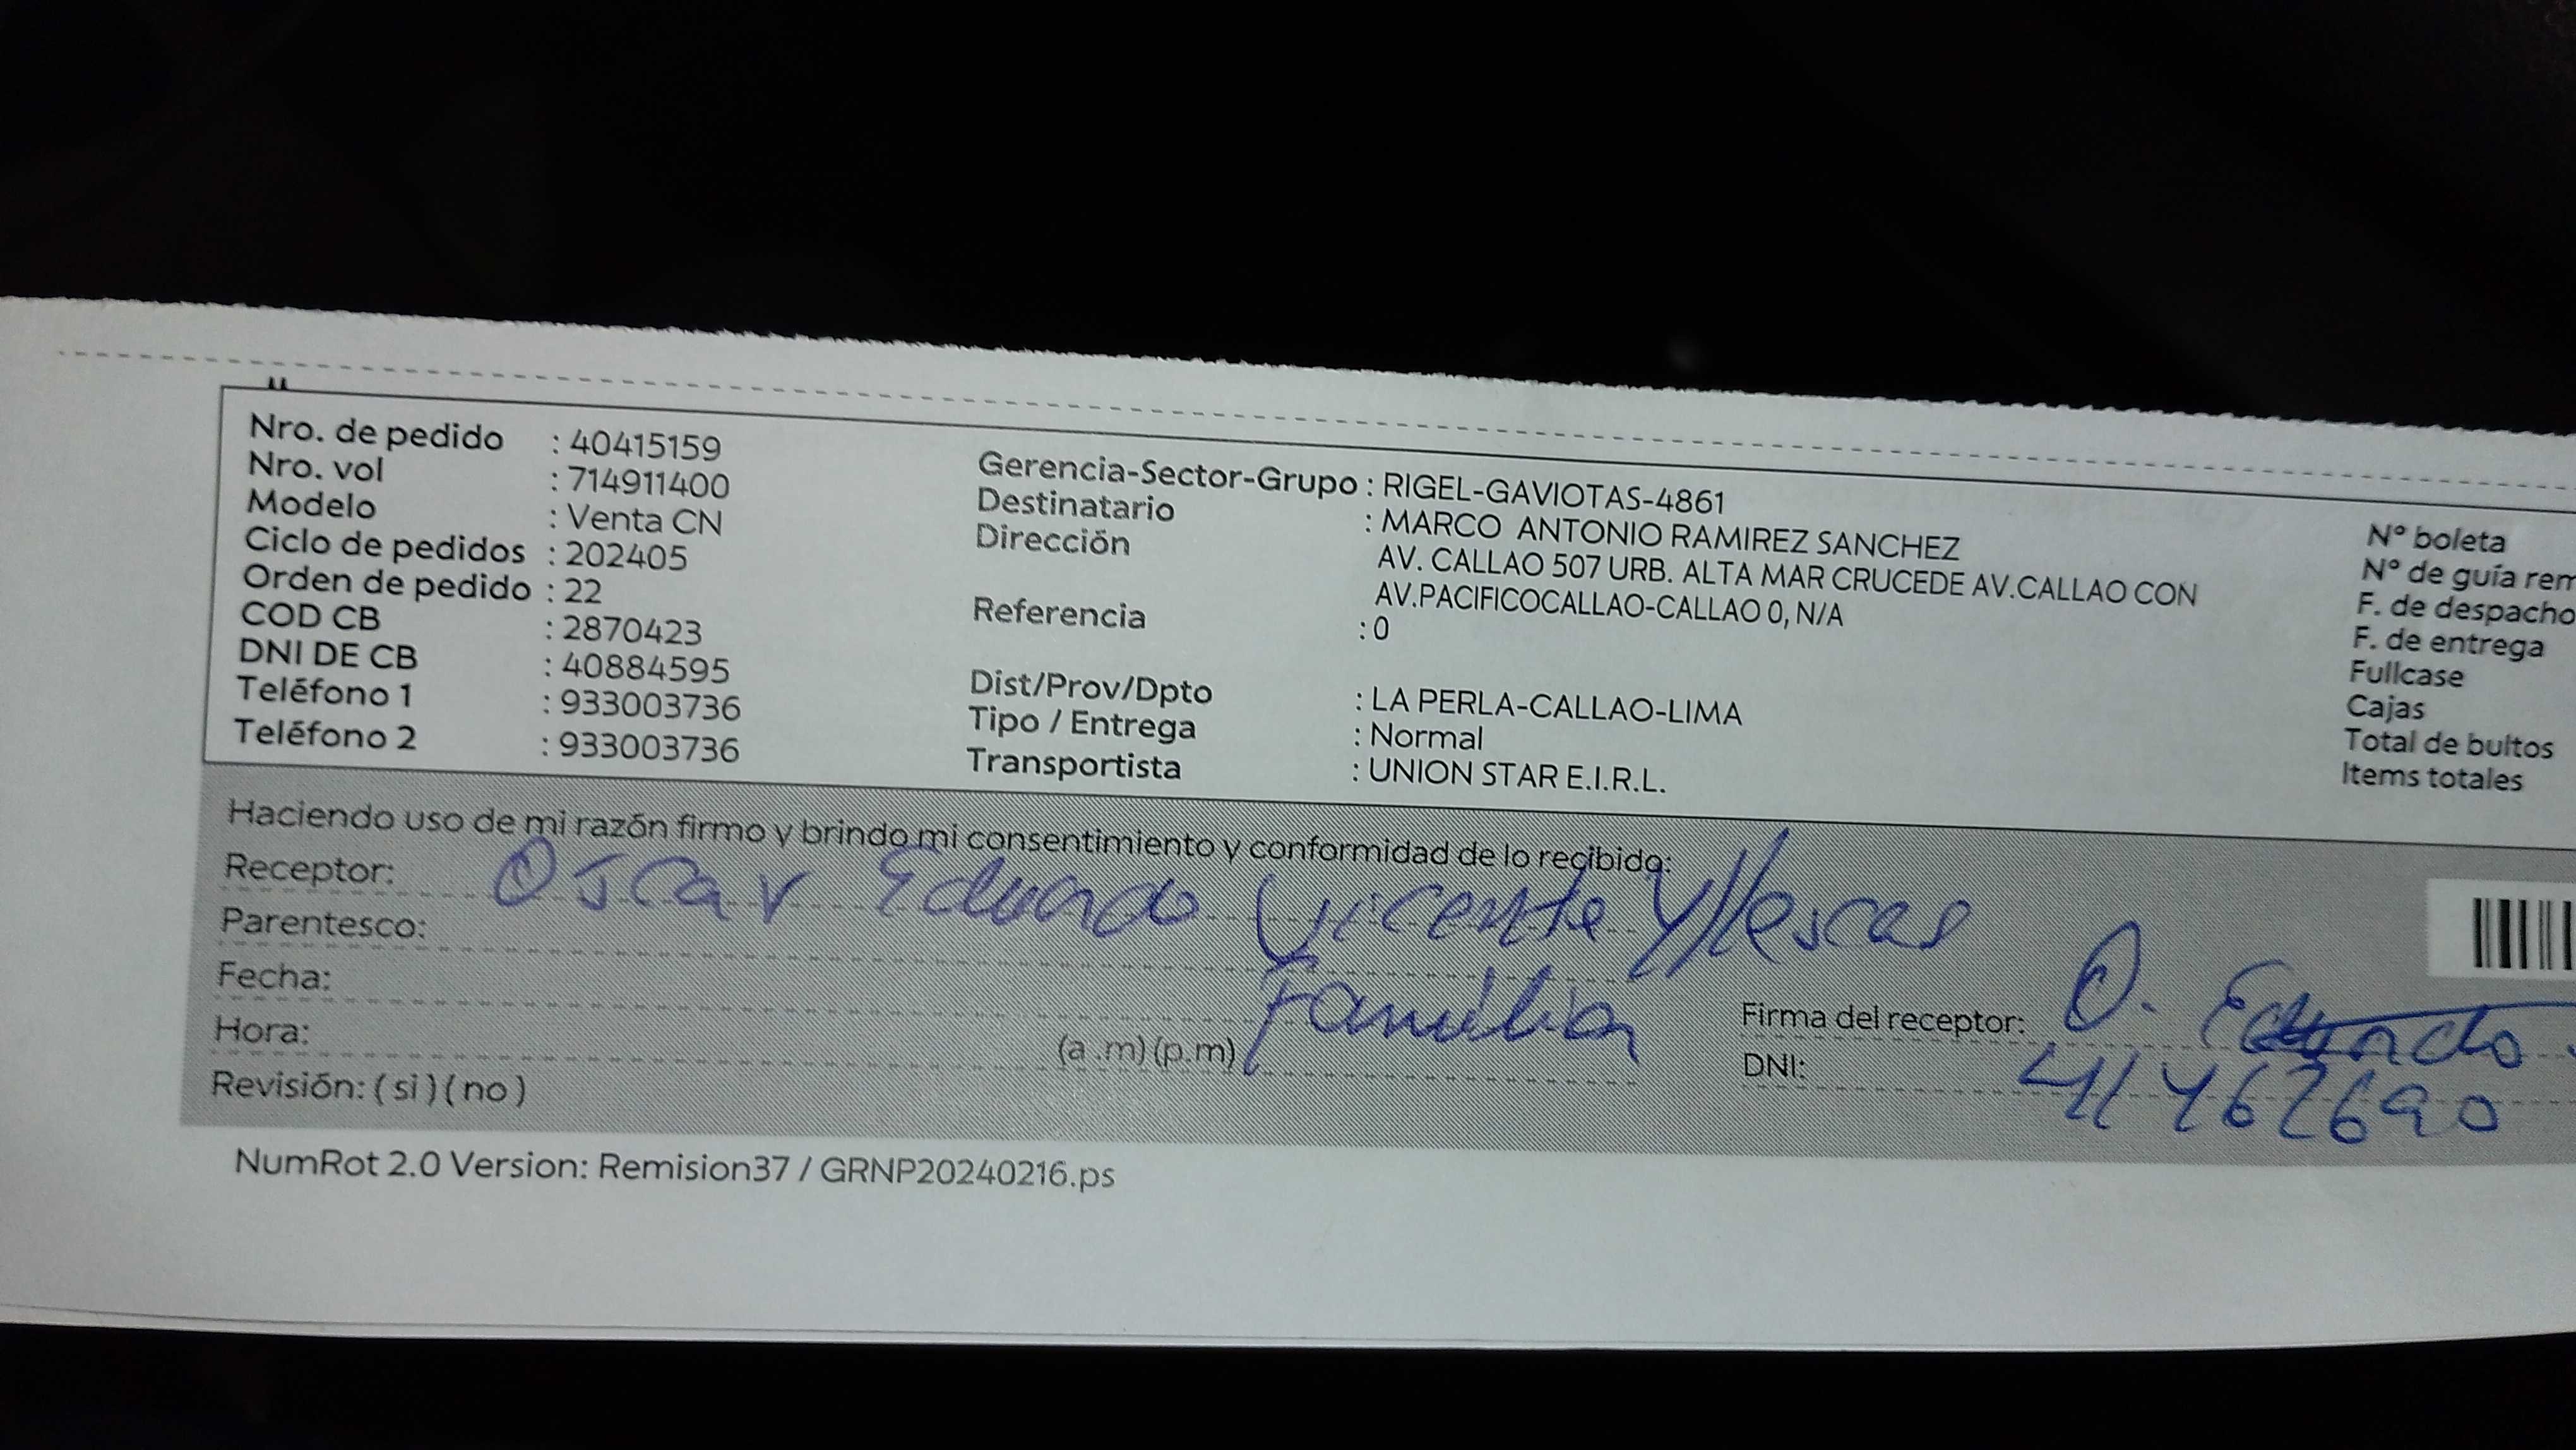 Nro. de pedido : 40415159
Nro. vol : 714911400
Modelo : Venta CN
Ciclo de pedidos : 202405
Orden de pedido : 22
COD CB : 2870423
DNI DE CB : 40884595
Teléfono 1 : 933003736
Teléfono 2 : 933003736
Gerencia-Sector-Grupo : RIGEL-GAVIOTAS-4861
Destinatario : MARCO ANTONIO RAMIREZ SANCHEZ
Dirección AV. CALLAO 507 URB. ALTA MAR CRUCEDE AV.CALLAO CON
AV.PACIFICOCALLAO-CALLAO 0, N/A
Referencia : 0
Dist/Prov/Dpto : LA PERLA-CALLAO-LIMA
Tipo / Entrega : Normal
Transportista : UNION STAR E.I.R.L.
N° boleta
N° de guía rem
F. de despacho
F. de entrega
Fullcase
Cajas
Total de bultos
Items totales
Haciendo uso de mi razón firmo y brindo mi consentimiento y conformidad de lo recibido:
Receptor: Oscar Eduardo Vicente Yllescas
Parentesco: Familia
Fecha:
Hora: (a .m) (p.m)
Revisión: ( si ) ( no )
Firma del receptor: O. Eduardo
DNI: 41462690
NumRot 2.0 Version: Remision37 / GRNP20240216.ps